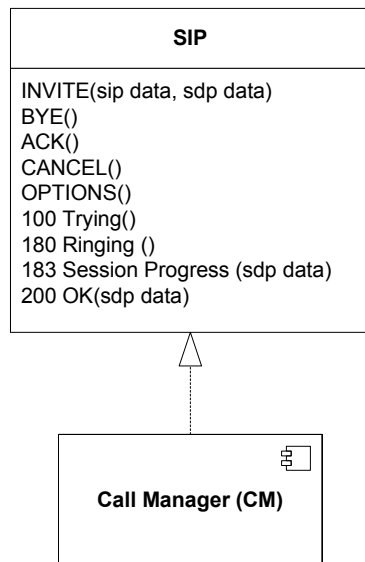 SIP
INVITE(sip data, sdp data)
BYE()
ACK()
CANCEL()
OPTIONS()
100 Trying()
180 Ringing ()
183 Session Progress (sdp data)
200 OK(sdp data)
Call Manager (CM)